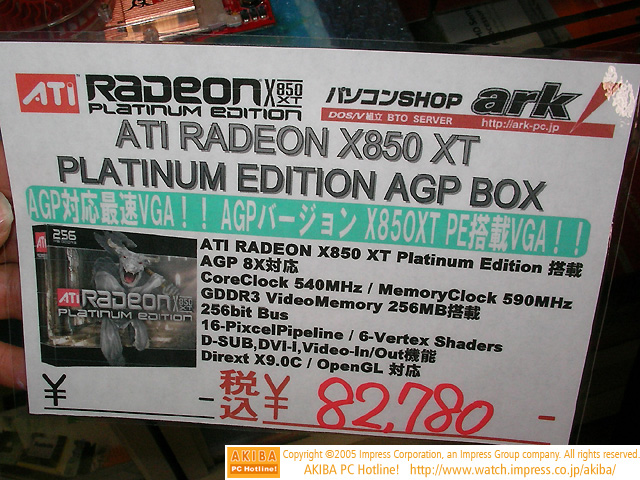 ATI RADEON X850 XT
PLATINUM EDITION
パソコンSHOP ark
DOS/V組立 BTO SERVER http://ark-pc.jp
ATI RADEON X850 XT
PLATINUM EDITION AGP BOX
AGP対応最速VGA!! AGPバージョン X850XT PE搭載VGA!!
256
ATI RADEON X850 XT
PLATINUM EDITION
ATI RADEON X850 XT Platinum Edition 搭載
AGP 8X対応
CoreClock 540MHz / MemoryClock 590MHz
GDDR3 VideoMemory 256MB搭載
256bit Bus
16-PixcelPipeline / 6-Vertex Shaders
D-SUB,DVI-I,Video-In/Out機能
Dirext X9.0C / OpenGL 対応
¥ -
税込 ¥ 82,780 -
AKIBA PC Hotline!
Copyright ©2005 Impress Corporation, an Impress Group company. All rights reserved.
AKIBA PC Hotline! http://www.watch.impress.co.jp/akiba/